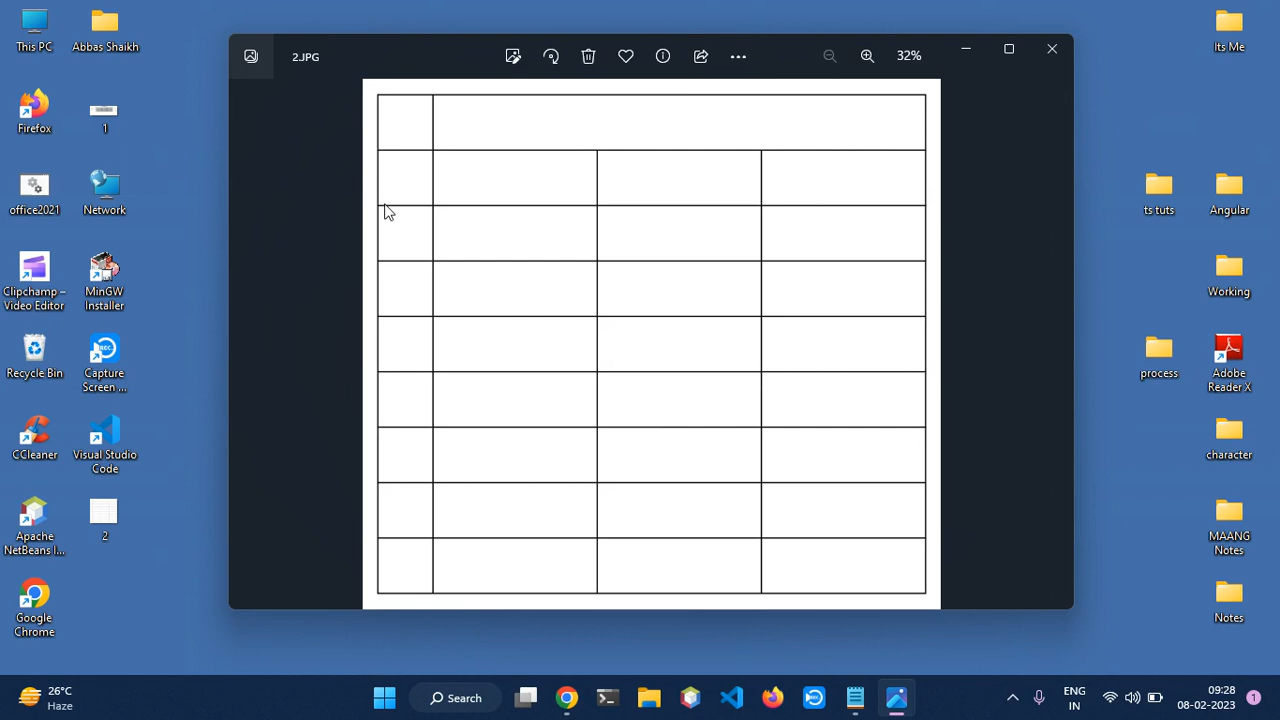 This PC
Abbas Shaikh
Its Me
2.JPG
32%
Firefox
1
office2021
Network
ts tuts
Angular
Clipchamp –
Video Editor
MinGW
Installer
Working
Recycle Bin
Capture
Screen ...
process
Adobe
Reader X
CCleaner
Visual Studio
Code
character
Apache
NetBeans I...
2
MAANG
Notes
Google
Chrome
Notes
26°C
Haze
Search
ENG
IN
09:28
08-02-2023
1